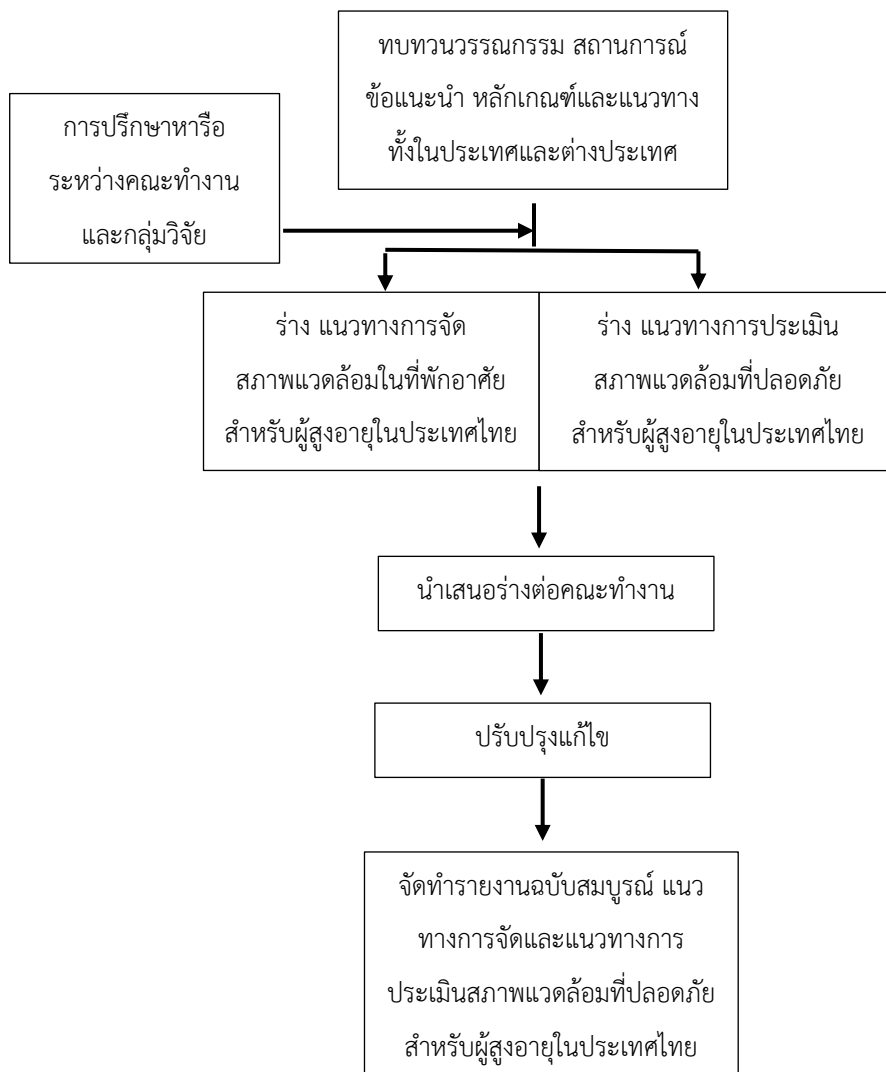 ทบทวนวรรณกรรม สถานการณ์
ข้อแนะนำ หลักเกณฑ์และแนวทาง
ทั้งในประเทศและต่างประเทศ
การปรึกษาหารือ
ระหว่างคณะทำงาน
และกลุ่มวิจัย
ร่าง แนวทางการจัด
สภาพแวดล้อมในที่พักอาศัย
สำหรับผู้สูงอายุในประเทศไทย
ร่าง แนวทางการประเมิน
สภาพแวดล้อมที่ปลอดภัย
สำหรับผู้สูงอายุในประเทศไทย
นำเสนอร่างต่อคณะทำงาน
ปรับปรุงแก้ไข
จัดทำรายงานฉบับสมบูรณ์ แนว
ทางการจัดและแนวทางการ
ประเมินสภาพแวดล้อมที่ปลอดภัย
สำหรับผู้สูงอายุในประเทศไทย